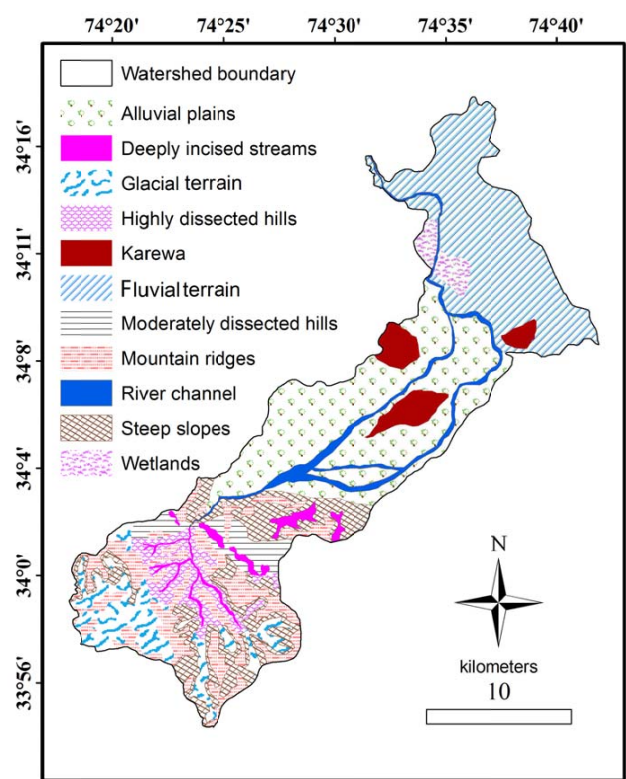 74°20' 74°25' 74°30' 74°35' 74°40'
34°16'
34°11'
34°8'
34°4'
34°0'
33°56'
Watershed boundary
Alluvial plains
Deeply incised streams
Glacial terrain
Highly dissected hills
Karewa
Fluvial terrain
Moderately dissected hills
Mountain ridges
River channel
Steep slopes
Wetlands
N
kilometers
10